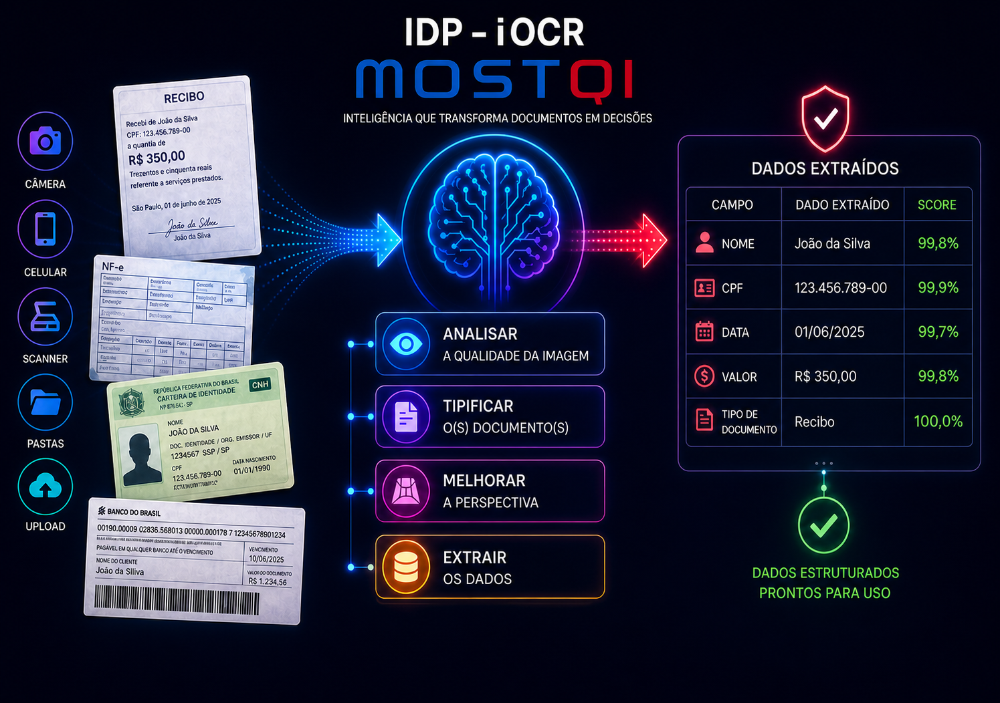 IDP - iOCR
MOSTQI
INTELIGÊNCIA QUE TRANSFORMA DOCUMENTOS EM DECISÕES
CÂMERA
CELULAR
SCANNER
PASTAS
UPLOAD
RECIBO
Recebi de João da Silva
CPF: 123.456.789-00
a quantia de
R$ 350,00
Trezentos e cinquenta reais
referente a serviços prestados.
São Paulo, 01 de junho de 2025
João da Silva
João da Silva
NF-e
REPÚBLICA FEDERATIVA DO BRASIL
CARTEIRA DE IDENTIDADE
CNH
NOME
JOÃO DA SILVA
DOC. IDENTIDADE / ORG. EMISSOR / UF
1234567 SSP / SP
CPF
DATA NASCIMENTO
123.456.789-00
01/01/1990
BANCO DO BRASIL
00190.00009 02836.568013 00000.000178 7 12345678901234
PAGÁVEL EM QUALQUER BANCO ATÉ O VENCIMENTO
VENCIMENTO
10/06/2025
NOME DO CLIENTE
João da SIliva
VALOR DO DOCUMENTO
R$ 1.234,56
ANALISAR
A QUALIDADE DA IMAGEM
TIPIFICAR
O(S) DOCUMENTO(S)
MELHORAR
A PERSPECTIVA
EXTRAIR
OS DADOS
DADOS EXTRAÍDOS
CAMPO DADO EXTRAÍDO SCORE
NOME João da Silva 99,8%
CPF 123.456.789-00 99,9%
DATA 01/06/2025 99,7%
VALOR R$ 350,00 99,8%
TIPO DE DOCUMENTO Recibo 100,0%
DADOS ESTRUTURADOS
PRONTOS PARA USO